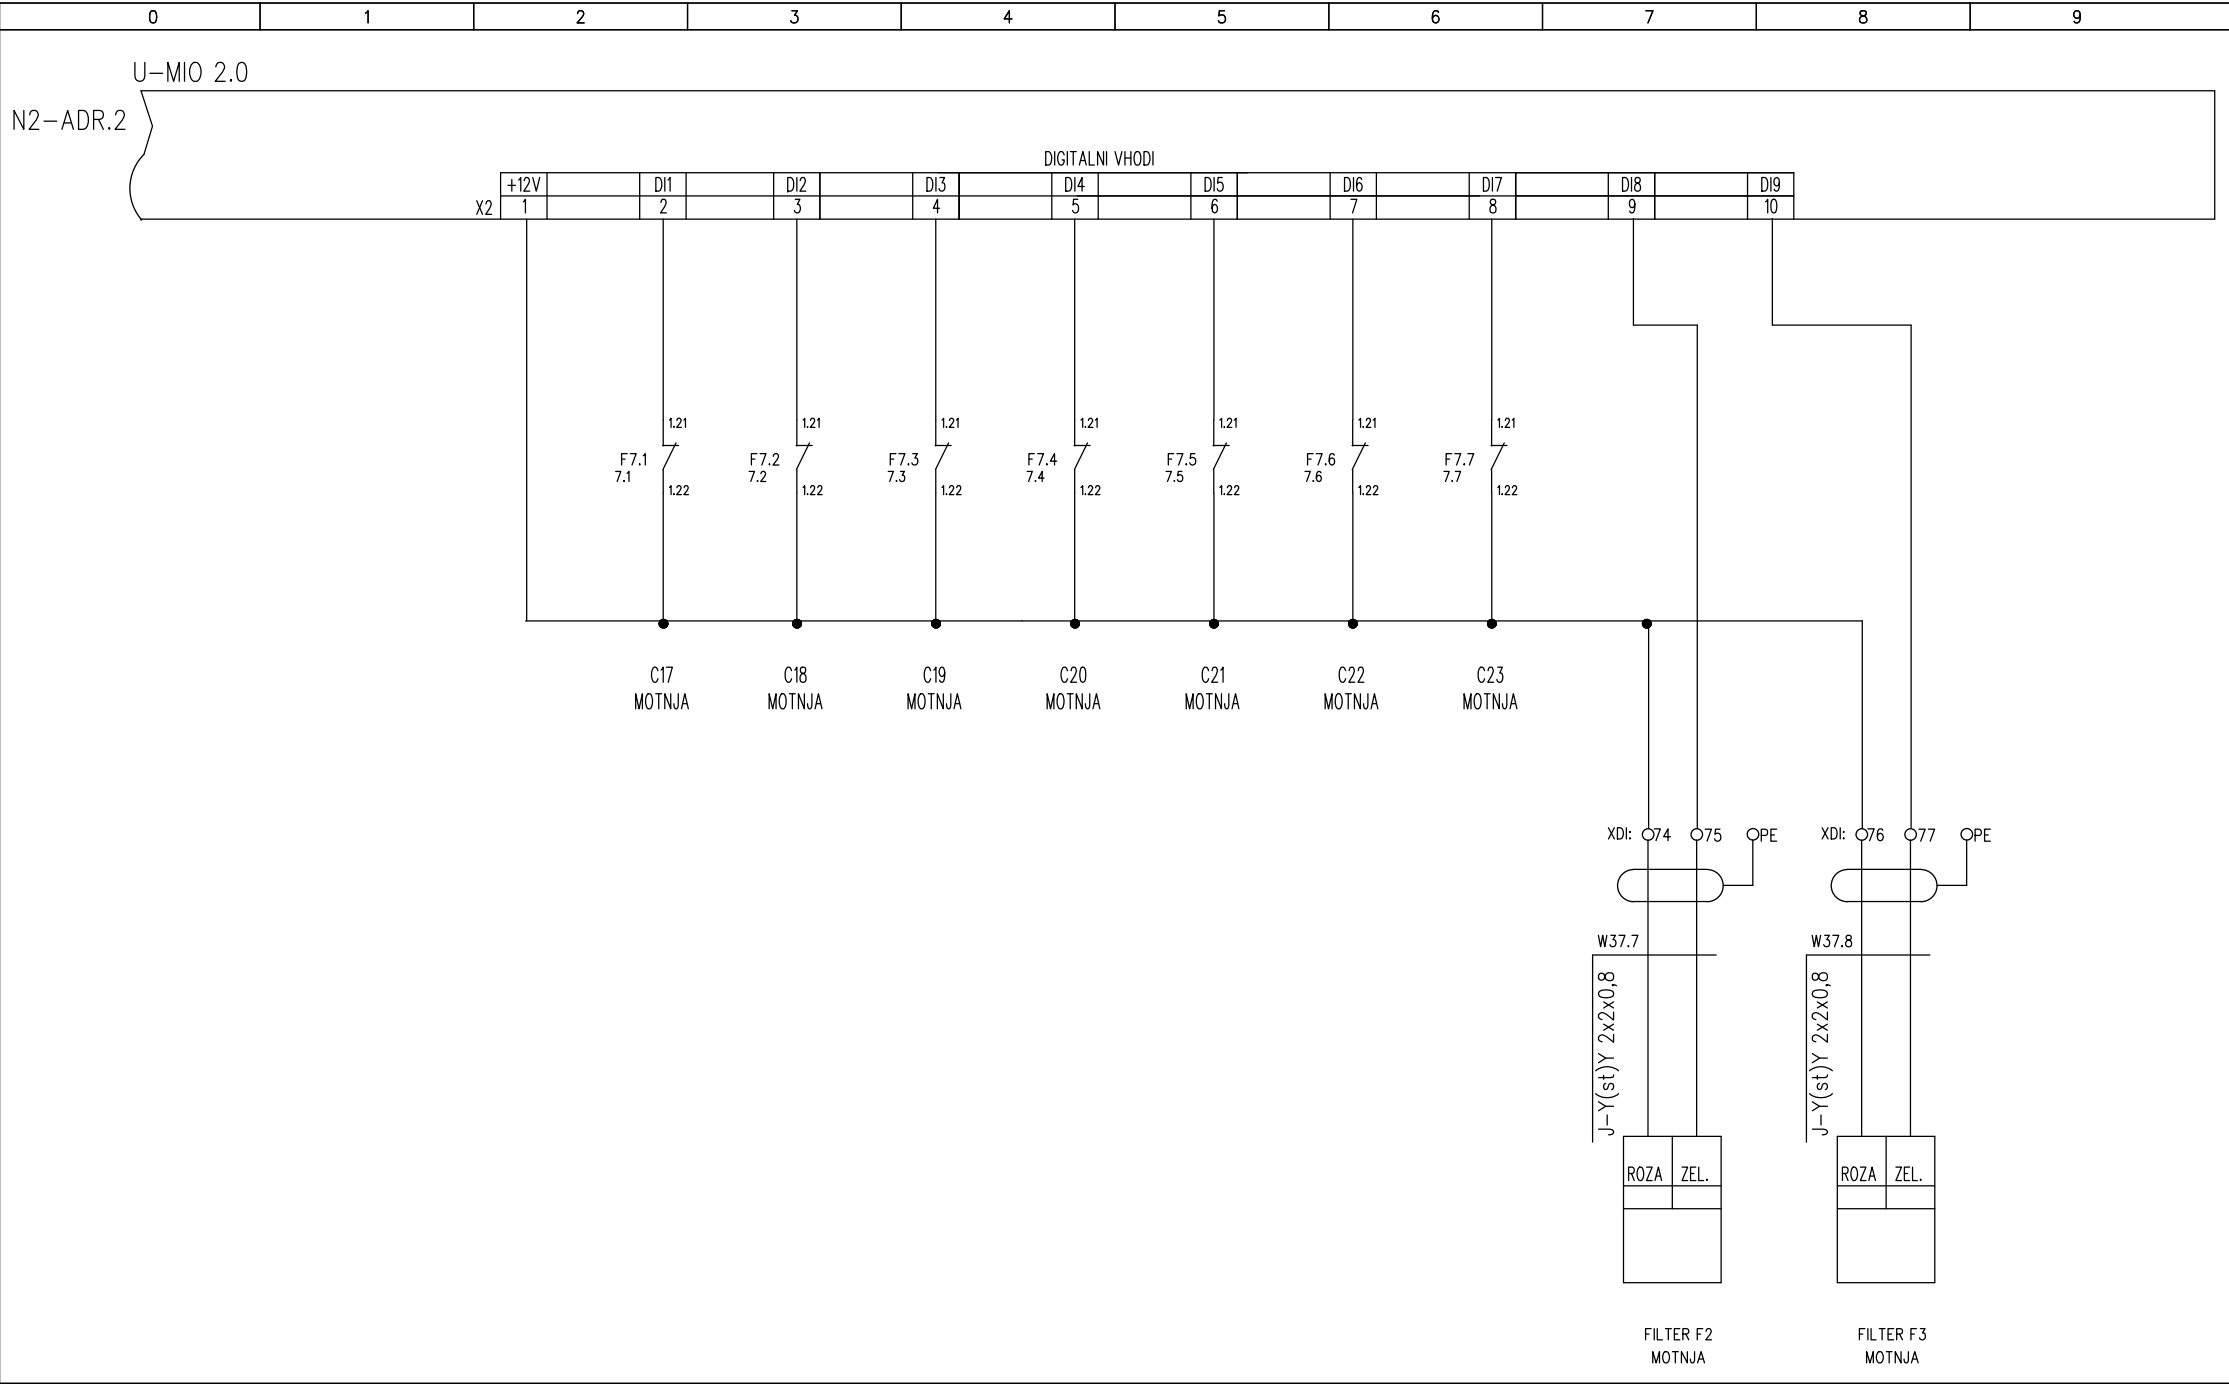 0 1 2 3 4 5 6 7 8 9
U-MIO 2.0
N2-ADR.2
DIGITALNI VHODI
+12V DI1 DI2 DI3 DI4 DI5 DI6 DI7 DI8 DI9
X2 1 2 3 4 5 6 7 8 9 10
1.21 1.21 1.21 1.21 1.21 1.21 1.21
F7.1 F7.2 F7.3 F7.4 F7.5 F7.6 F7.7
7.1 7.2 7.3 7.4 7.5 7.6 7.7
1.22 1.22 1.22 1.22 1.22 1.22 1.22
C17 C18 C19 C20 C21 C22 C23
MOTNJA MOTNJA MOTNJA MOTNJA MOTNJA MOTNJA MOTNJA
XDI: 74 75 PE XDI: 76 77 PE
W37.7 W37.8
J-Y(st)Y 2x2x0,8
J-Y(st)Y 2x2x0,8
ROZA ZEL. ROZA ZEL.
FILTER F2 FILTER F3
MOTNJA MOTNJA